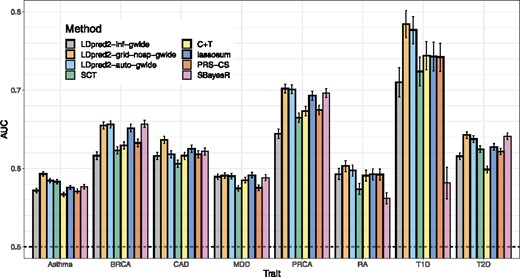 0.8
0.7
AUC
0.6
0.5
Method
LDpred2-inf-gwide
LDpred2-grid-nosp-gwide
LDpred2-auto-gwide
SCT
C+T
lassosum
PRS-CS
SBayesR
Asthma
BRCA
CAD
MDD
PRCA
RA
T1D
T2D
Trait